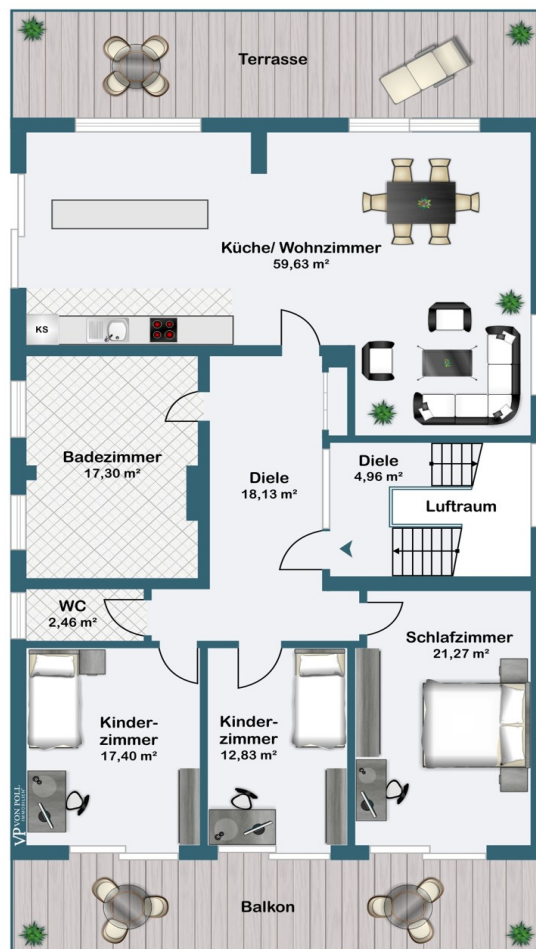 Terrasse
Küche/ Wohnzimmer
59,63 m²
KS
Badezimmer
17,30 m²
Diele
18,13 m²
Diele
4,96 m²
Luftraum
WC
2,46 m²
Schlafzimmer
21,27 m²
Kinder-
zimmer
17,40 m²
Kinder-
zimmer
12,83 m²
VP VON POLL
IMMOBILIEN
Balkon